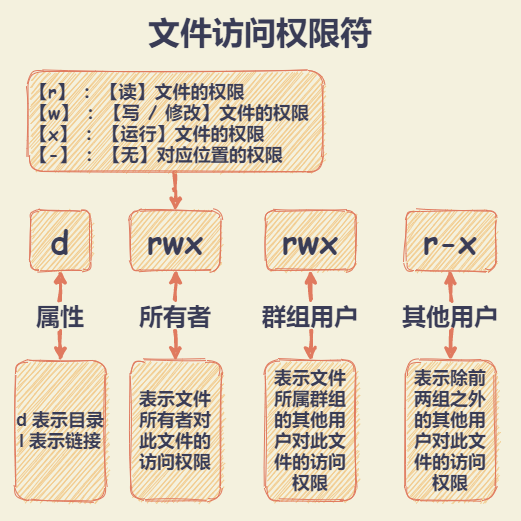 文件访问权限符
【r】 : 【读】文件的权限
【w】 : 【写 / 修改】文件的权限
【x】 : 【运行】文件的权限
【-】 : 【无】对应位置的权限
d
rwx
rwx
r-x
属性
所有者
群组用户
其他用户
d 表示目录
l 表示链接
表示文件
所有者对
此文件的
访问权限
表示文件
所属群组
的其他用
户对此文
件的访问
权限
表示除前
两组之外
的其他用
户对此文
件的访问
权限